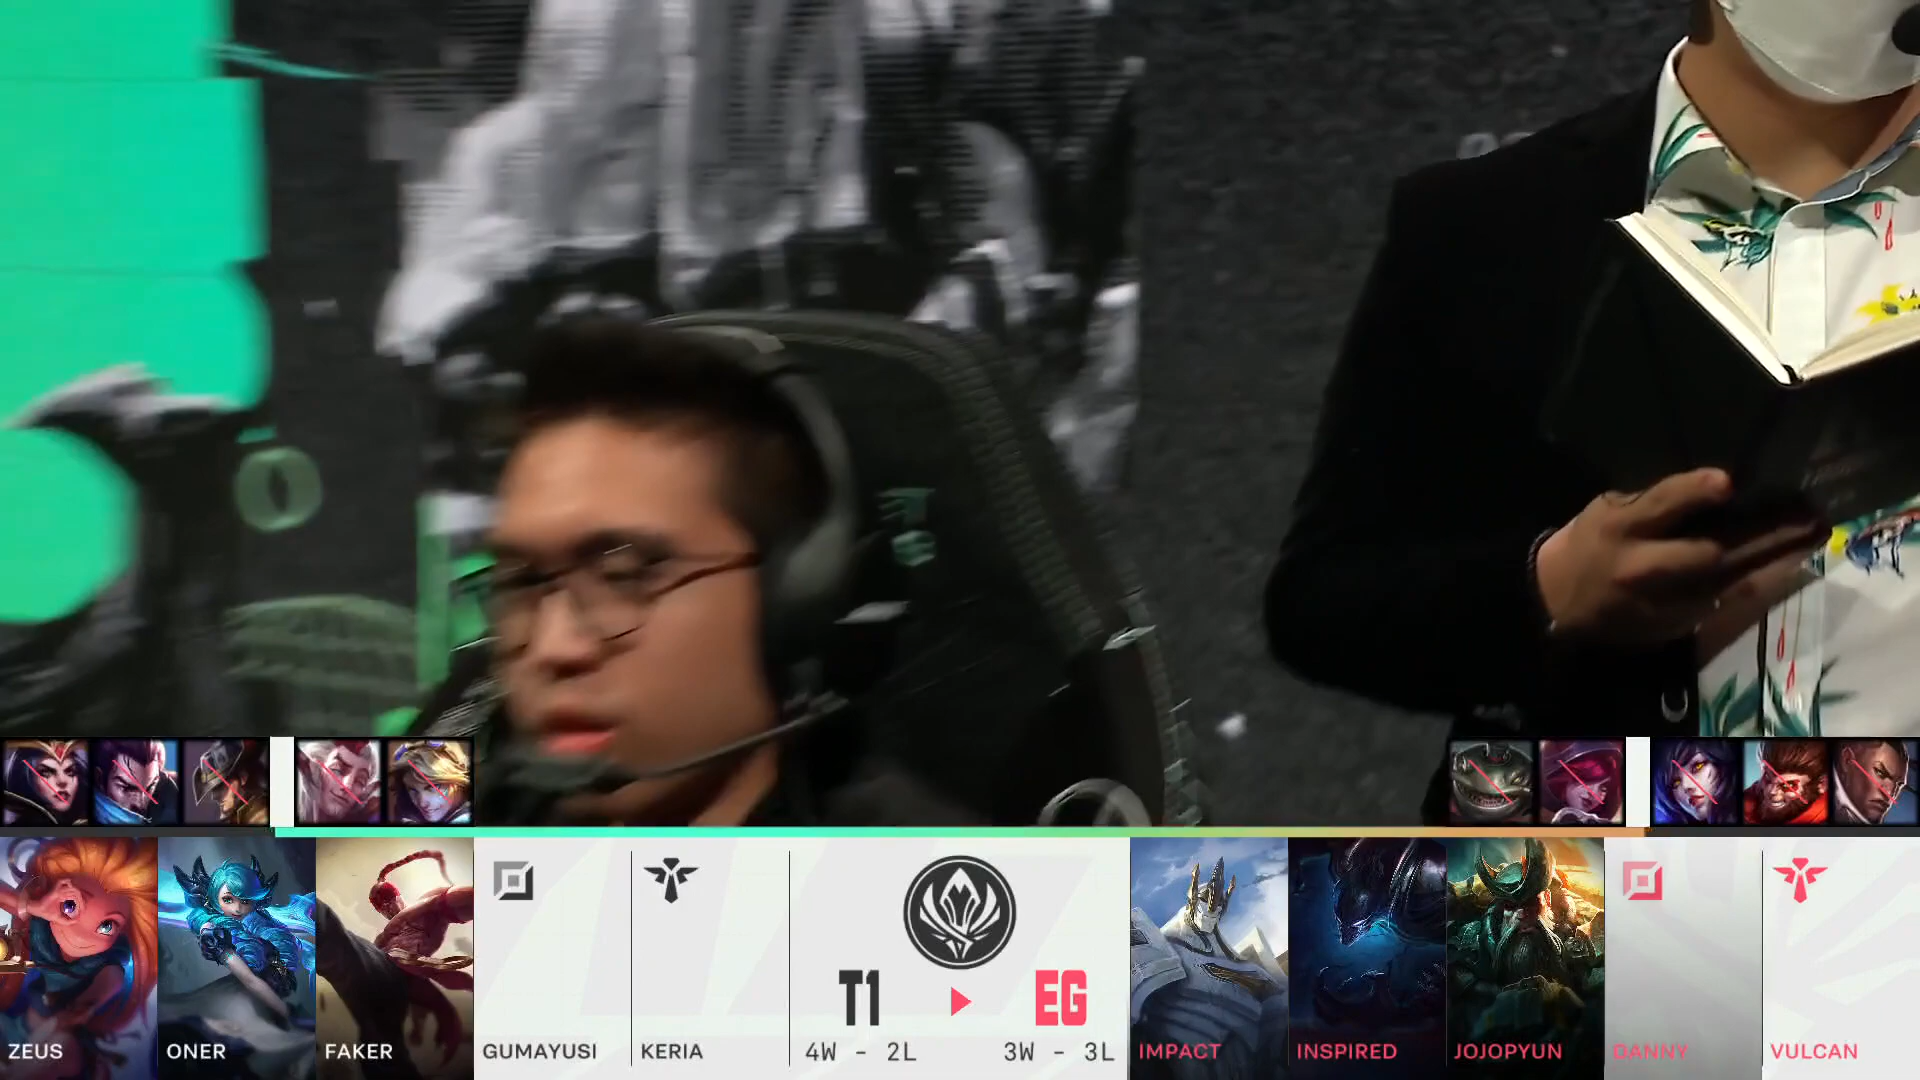 ZEUS
ONER
FAKER
GUMAYUSI
KERIA
T1
EG
4W - 2L
3W - 3L
IMPACT
INSPIRED
JOJOPYUN
DANNY
VULCAN